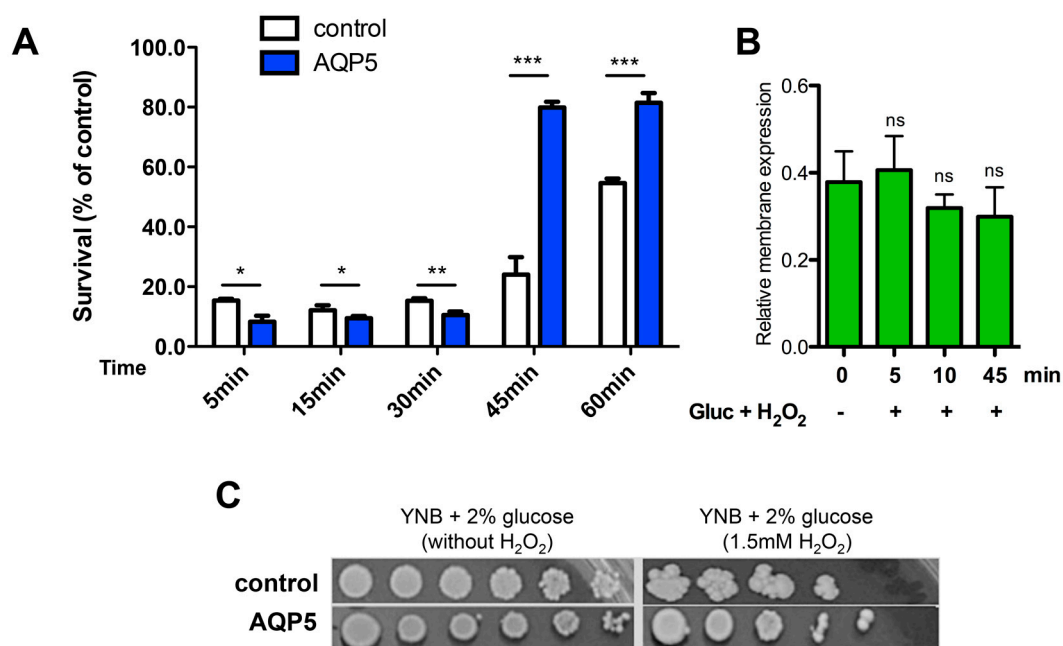 A
control
AQP5
Survival (% of control)
100.0
80.0
60.0
40.0
20.0
0.0
*
*
**
***
***
Time
5min
15min
30min
45min
60min
B
Relative membrane expression
0.6
0.4
0.2
0.0
ns
ns
ns
0 5 10 45 min
Gluc + H₂O₂ - + + +
C
YNB + 2% glucose
(without H₂O₂)
YNB + 2% glucose
(1.5mM H₂O₂)
control
AQP5